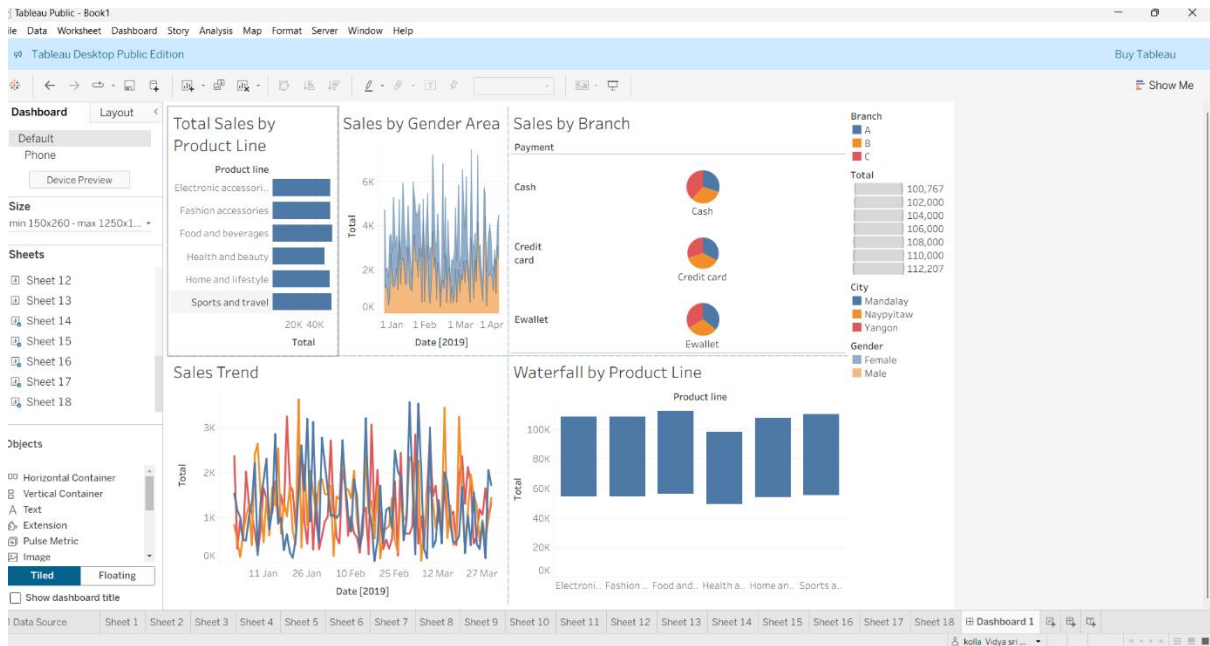 Tableau Public - Book1
ile Data Worksheet Dashboard Story Analysis Map Format Server Window Help
Tableau Desktop Public Edition
Buy Tableau
Show Me
Dashboard
Layout
Default
Phone
Device Preview
Size
min 150x260 - max 1250x1...
Sheets
Sheet 12
Sheet 13
Sheet 14
Sheet 15
Sheet 16
Sheet 17
Sheet 18
Objects
Horizontal Container
Vertical Container
Text
Extension
Pulse Metric
Image
Tiled
Floating
Show dashboard title
Total Sales by
Product Line
Product line
Electronic accessori..
Fashion accessories
Food and beverages
Health and beauty
Home and lifestyle
Sports and travel
20K 40K
Total
Sales by Gender Area
6K
4K
2K
0K
Total
1 Jan 1 Feb 1 Mar 1 Apr
Date [2019]
Sales by Branch
Payment
Cash
Cash
Credit
card
Credit card
Ewallet
Ewallet
Branch
A
B
C
Total
100,767
102,000
104,000
106,000
108,000
110,000
112,207
City
Mandalay
Naypyitaw
Yangon
Gender
Female
Male
Sales Trend
3K
2K
1K
0K
Total
11 Jan 26 Jan 10 Feb 25 Feb 12 Mar 27 Mar
Date [2019]
Waterfall by Product Line
Product line
100K
80K
60K
40K
20K
0K
Total
Electroni.. Fashion .. Food and.. Health a.. Home an.. Sports a..
Data Source Sheet 1 Sheet 2 Sheet 3 Sheet 4 Sheet 5 Sheet 6 Sheet 7 Sheet 8 Sheet 9 Sheet 10 Sheet 11 Sheet 12 Sheet 13 Sheet 14 Sheet 15 Sheet 16 Sheet 17 Sheet 18 Dashboard 1
kolla Vidya sri ...